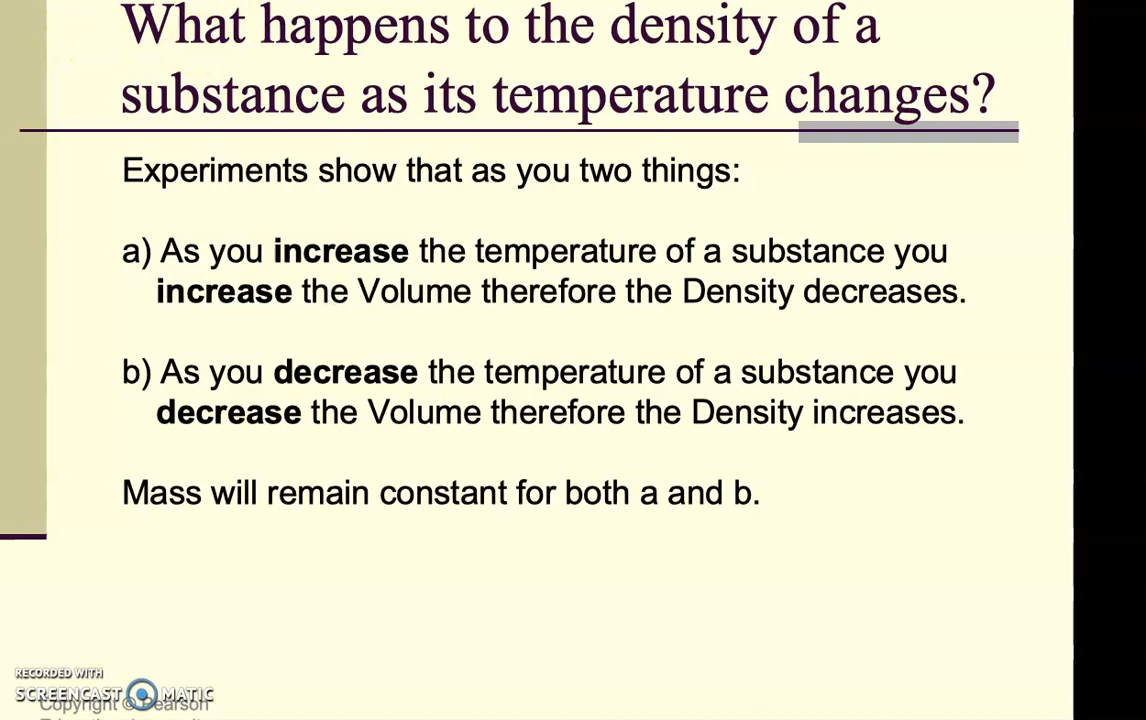 What happens to the density of a
substance as its temperature changes?
Experiments show that as you two things:
a) As you increase the temperature of a substance you
increase the Volume therefore the Density decreases.
b) As you decrease the temperature of a substance you
decrease the Volume therefore the Density increases.
Mass will remain constant for both a and b.
RECORDED WITH
SCREENCAST MATIC
Copyright © Pearson